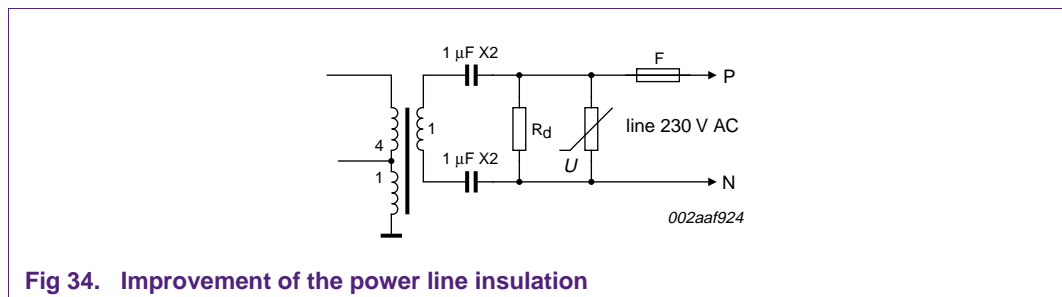 1 μF X2
F
P
4
1
Rd
U
line 230 V AC
1
1 μF X2
N
002aaf924
Fig 34. Improvement of the power line insulation